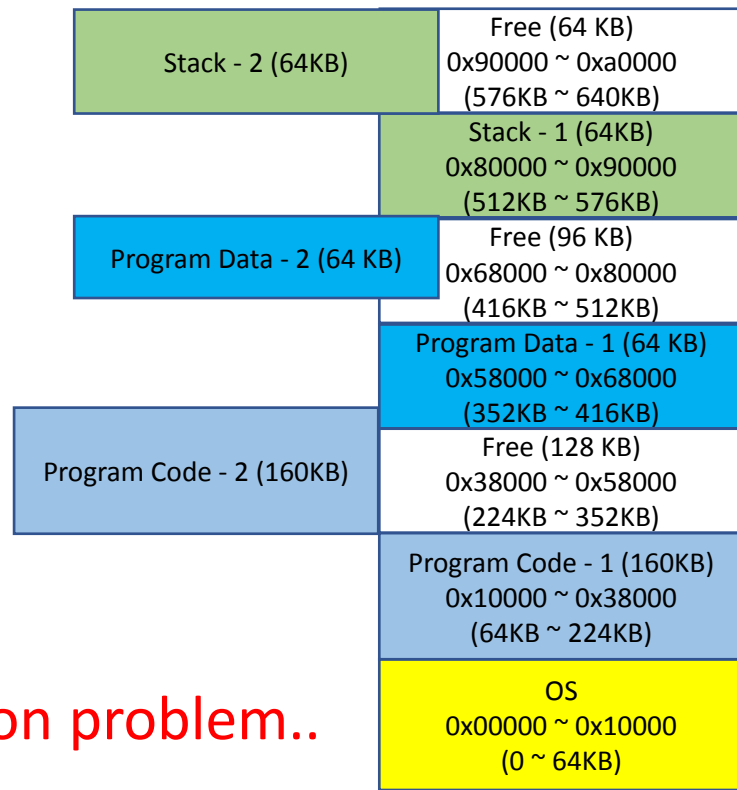 Free (64 KB)
0x90000 ~ 0xa0000
(576KB ~ 640KB)
Stack - 2 (64KB)
Stack - 1 (64KB)
0x80000 ~ 0x90000
(512KB ~ 576KB)
Free (96 KB)
0x68000 ~ 0x80000
(416KB ~ 512KB)
Program Data - 2 (64 KB)
Program Data - 1 (64 KB)
0x58000 ~ 0x68000
(352KB ~ 416KB)
Free (128 KB)
0x38000 ~ 0x58000
(224KB ~ 352KB)
Program Code - 2 (160KB)
Program Code - 1 (160KB)
0x10000 ~ 0x38000
(64KB ~ 224KB)
OS
0x00000 ~ 0x10000
(0 ~ 64KB)
on problem..